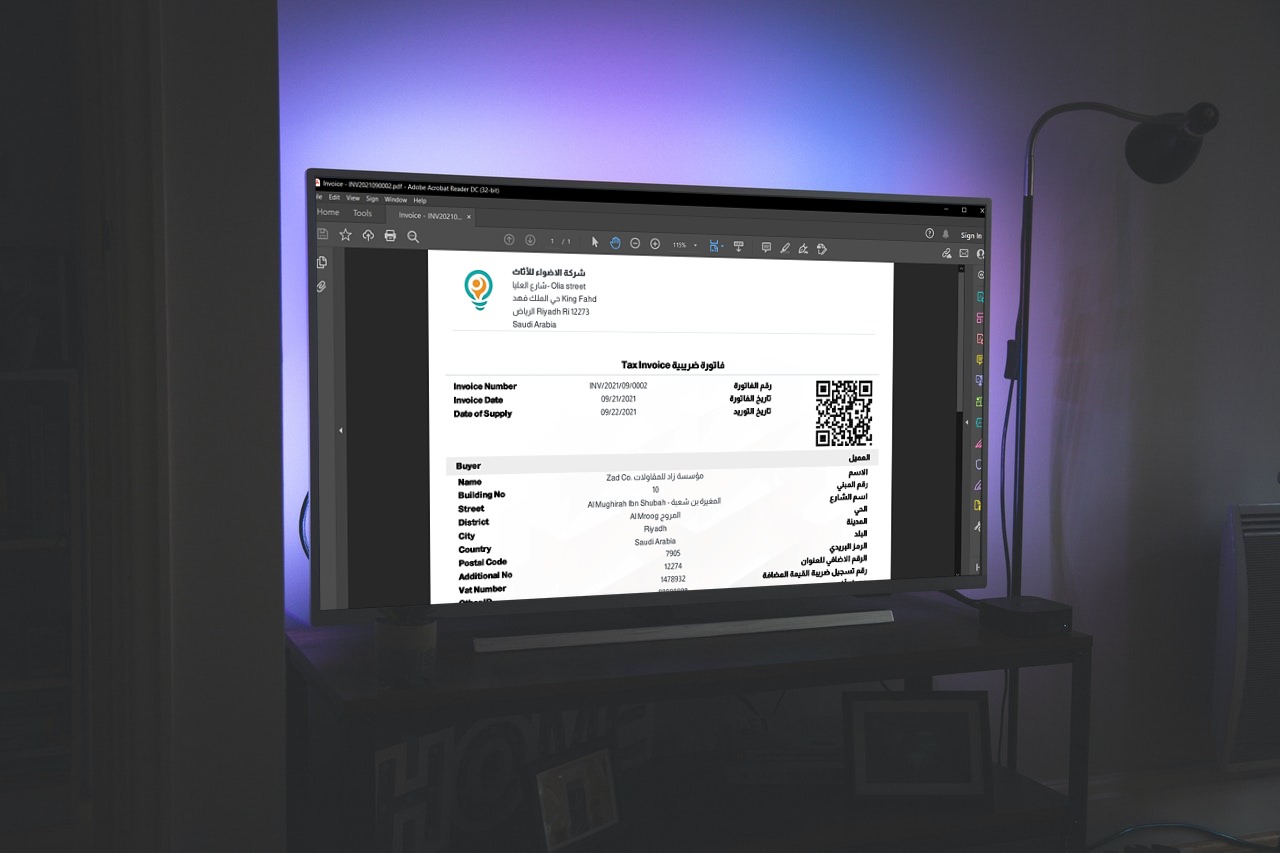 Invoice - INV2021090002.pdf - Adobe Acrobat Reader DC (32-bit)
Edit View Sign Window Help
Home Tools Invoice - INV20210...
1 / 1 115%
Sign In
شركة الاضواء للأثاث
شارع العليا- Olia street
حي الملك فهد King Fahd
الرياض Riyadh Ri 12273
Saudi Arabia
Tax Invoice فاتورة ضريبية
Invoice Number INV/2021/09/0002 رقم الفاتورة
Invoice Date 09/21/2021 تاريخ الفاتورة
Date of Supply 09/22/2021 تاريخ التوريد
Buyer العميل
Name Zad Co. مؤسسة زاد للمقاولات الاسم
Building No 10 رقم المبني
Street Al Mughirah Ibn Shubah - المغيرة بن شعبة اسم الشارع
District Al Mroog المروج الحي
City Riyadh المدينة
Country Saudi Arabia البلد
Postal Code 7905 الرمز البريدي
Additional No 12274 الرقم الاضافي للعنوان
Vat Number 1478932 رقم تسجيل ضريبة القيمة المضافة
Other ID
HOME